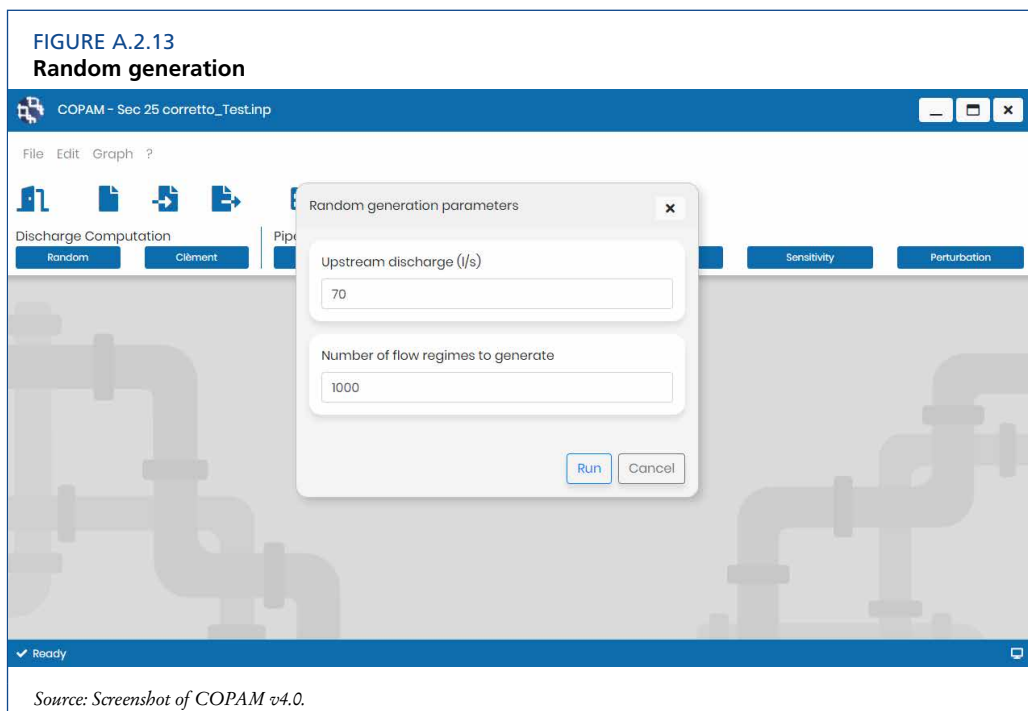 FIGURE A.2.13
Random generation
COPAM - Sec 25 corretto_Test.inp
File Edit Graph ?
Random generation parameters
Discharge Computation
Random Clèment Sensitivity Perturbation
Upstream discharge (l/s)
70
Number of flow regimes to generate
1000
Run Cancel
Ready
Source: Screenshot of COPAM v4.0.